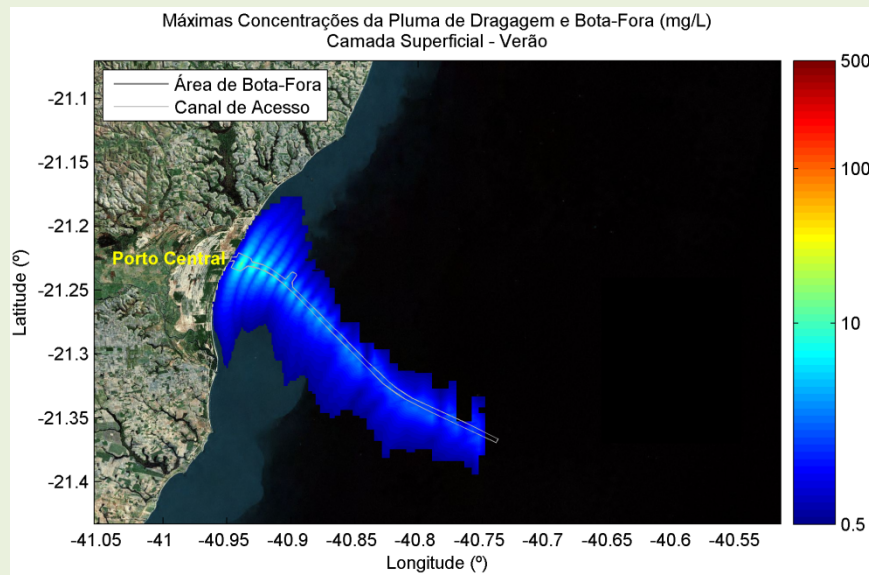 Máximas Concentrações da Pluma de Dragagem e Bota-Fora (mg/L)
Camada Superficial - Verão
Área de Bota-Fora
Canal de Acesso
Porto Central
Latitude (º)
-21.1
-21.15
-21.2
-21.25
-21.3
-21.35
-21.4
-41.05 -41 -40.95 -40.9 -40.85 -40.8 -40.75 -40.7 -40.65 -40.6 -40.55
Longitude (º)
500
100
10
0.5